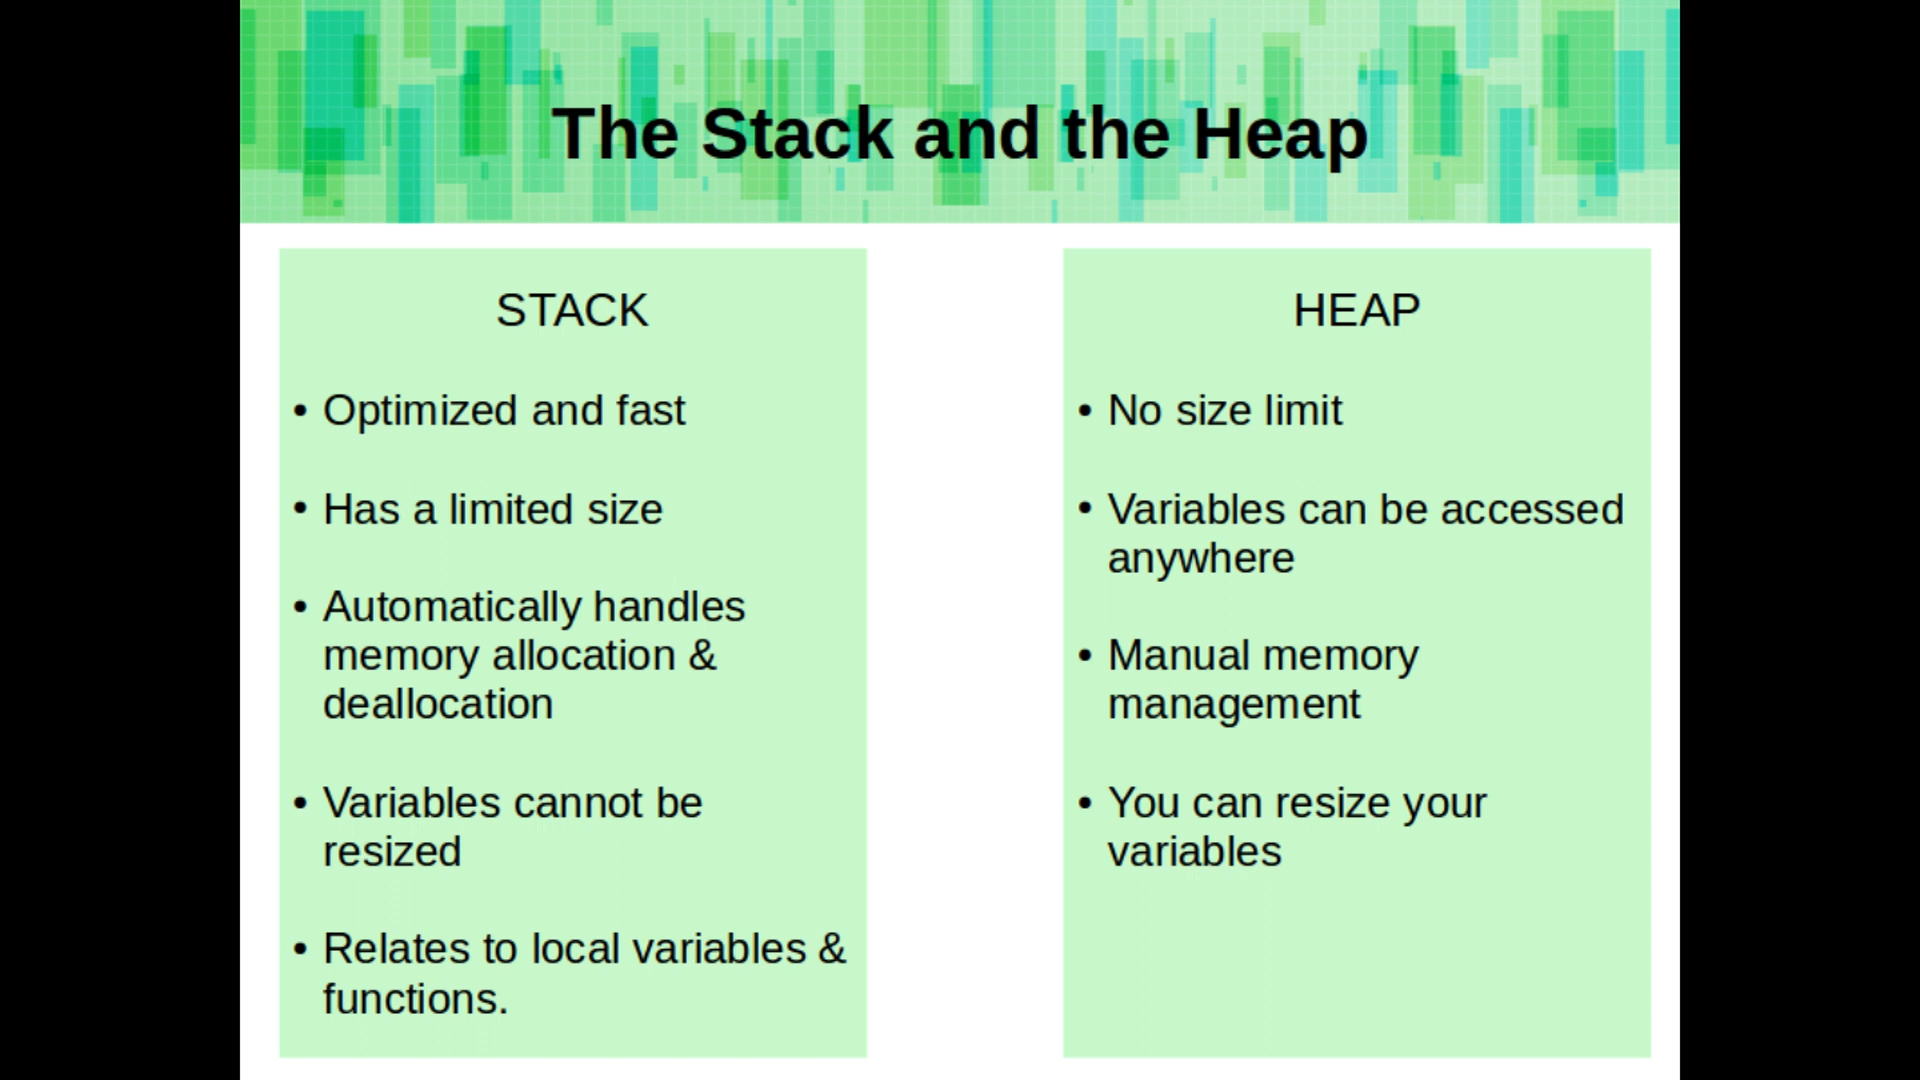 The Stack and the Heap
STACK
• Optimized and fast
• Has a limited size
• Automatically handles
memory allocation &
deallocation
• Variables cannot be
resized
• Relates to local variables &
functions.
HEAP
• No size limit
• Variables can be accessed
anywhere
• Manual memory
management
• You can resize your
variables